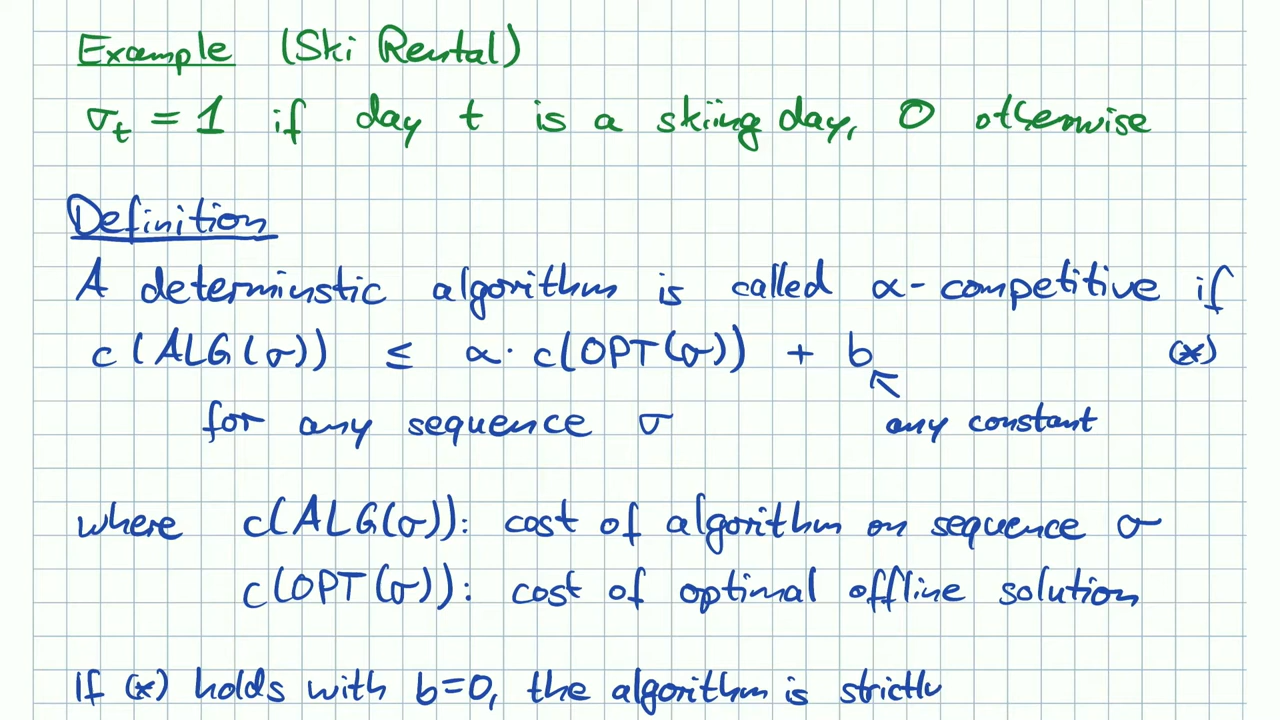 Example (Ski Rental)
σ_t = 1 if day t is a skiing day, 0 otherwise
Definition
A determinstic algorithm is called α-competitive if
c(ALG(σ)) ≤ α · c(OPT(σ)) + b (*)
for any sequence σ any constant
where c(ALG(σ)): cost of algorithm on sequence σ
c(OPT(σ)): cost of optimal offline solution
If (*) holds with b=0, the algorithm is strictly